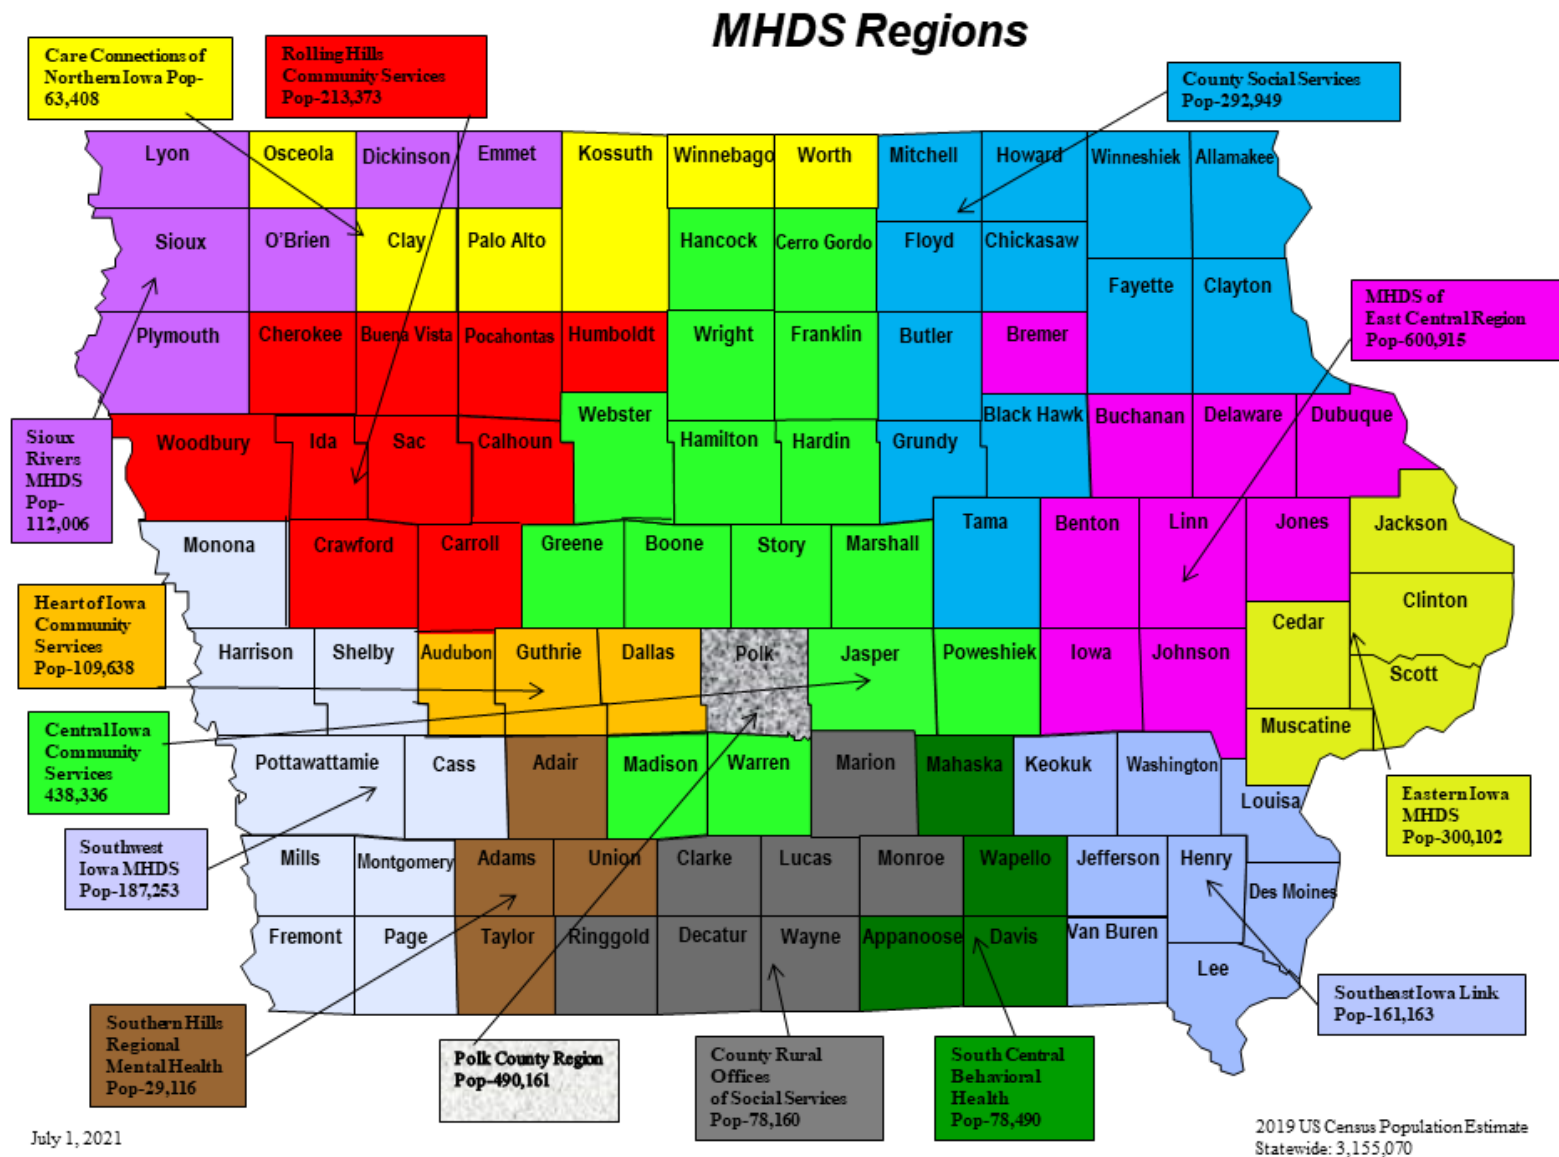 MHDS Regions
Care Connections of
Northern Iowa Pop-
63,408
Rolling Hills
Community Services
Pop-213,373
County Social Services
Pop-292,949
Lyon
Osceola
Dickinson
Emmet
Kossuth
Winnebago
Worth
Mitchell
Howard
Winneshiek
Allamakee
Sioux
O'Brien
Clay
Palo Alto
Hancock
Cerro Gordo
Floyd
Chickasaw
Fayette
Clayton
MHDS of
East Central Region
Pop-600,915
Plymouth
Cherokee
Buena Vista
Pocahontas
Humboldt
Wright
Franklin
Butler
Bremer
Sioux
Rivers
MHDS
Pop-
112,006
Woodbury
Ida
Sac
Calhoun
Webster
Hamilton
Hardin
Grundy
Black Hawk
Buchanan
Delaware
Dubuque
Monona
Crawford
Carroll
Greene
Boone
Story
Marshall
Tama
Benton
Linn
Jones
Jackson
Clinton
Heart of Iowa
Community
Services
Pop-109,638
Harrison
Shelby
Audubon
Guthrie
Dallas
Polk
Jasper
Poweshiek
Iowa
Johnson
Cedar
Scott
Muscatine
Central Iowa
Community
Services
438,336
Pottawattamie
Cass
Adair
Madison
Warren
Marion
Mahaska
Keokuk
Washington
Louisa
Eastern Iowa
MHDS
Pop-300,102
Southwest
Iowa MHDS
Pop-187,253
Mills
Montgomery
Adams
Union
Clarke
Lucas
Monroe
Wapello
Jefferson
Henry
Des Moines
Fremont
Page
Taylor
Ringgold
Decatur
Wayne
Appanoose
Davis
Van Buren
Lee
Southeast Iowa Link
Pop-161,163
Southern Hills
Regional
Mental Health
Pop-29,116
Polk County Region
Pop-490,161
County Rural
Offices
of Social Services
Pop-78,160
South Central
Behavioral
Health
Pop-78,490
July 1, 2021
2019 US Census Population Estimate
Statewide: 3,155,070